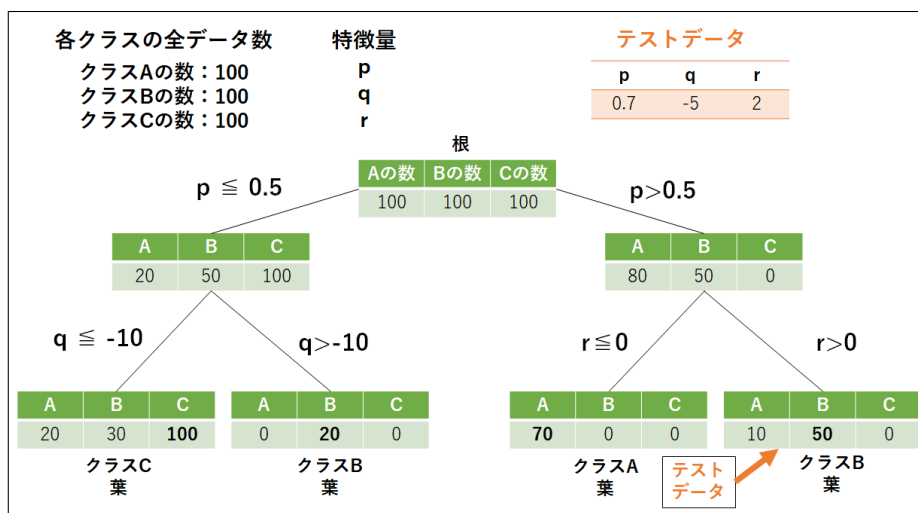 各クラスの全データ数
クラスAの数：100
クラスBの数：100
クラスCの数：100
特徴量
p
q
r
テストデータ
p q r
0.7 -5 2
根
Aの数 Bの数 Cの数
100 100 100
p ≦ 0.5
p>0.5
A B C
20 50 100
A B C
80 50 0
q ≦ -10
q>-10
r≦0
r>0
A B C
20 30 100
クラスC
葉
A B C
0 20 0
クラスB
葉
A B C
70 0 0
クラスA
葉
A B C
10 50 0
クラスB
葉
テスト
データ